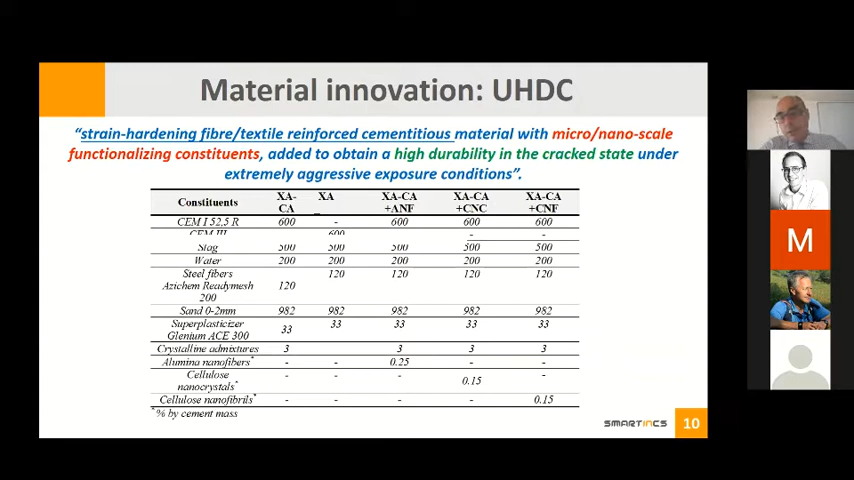 Material innovation: UHDC
“strain-hardening fibre/textile reinforced cementitious material with micro/nano-scale
functionalizing constituents, added to obtain a high durability in the cracked state under
extremely aggressive exposure conditions”.
Constituents XA-CA XA XA-CA+ANF XA-CA+CNC XA-CA+CNF
CEM I 52,5 R 600 - 600 600 600
CEM III 600 - -
Slag 500 500 500 500 500
Water 200 200 200 200 200
Steel fibers Azichem Readymesh 200 120 120 120 120 120
Sand 0-2mm 982 982 982 982 982
Superplasticizer Glenium ACE 300 33 33 33 33 33
Crystalline admixtures 3 3 3 3
Alumina nanofibers* - - 0.25 - -
Cellulose nanocrystals* - - - 0.15 -
Cellulose nanofibrils* - - - - 0.15
*% by cement mass
SMARTINCS
10
M